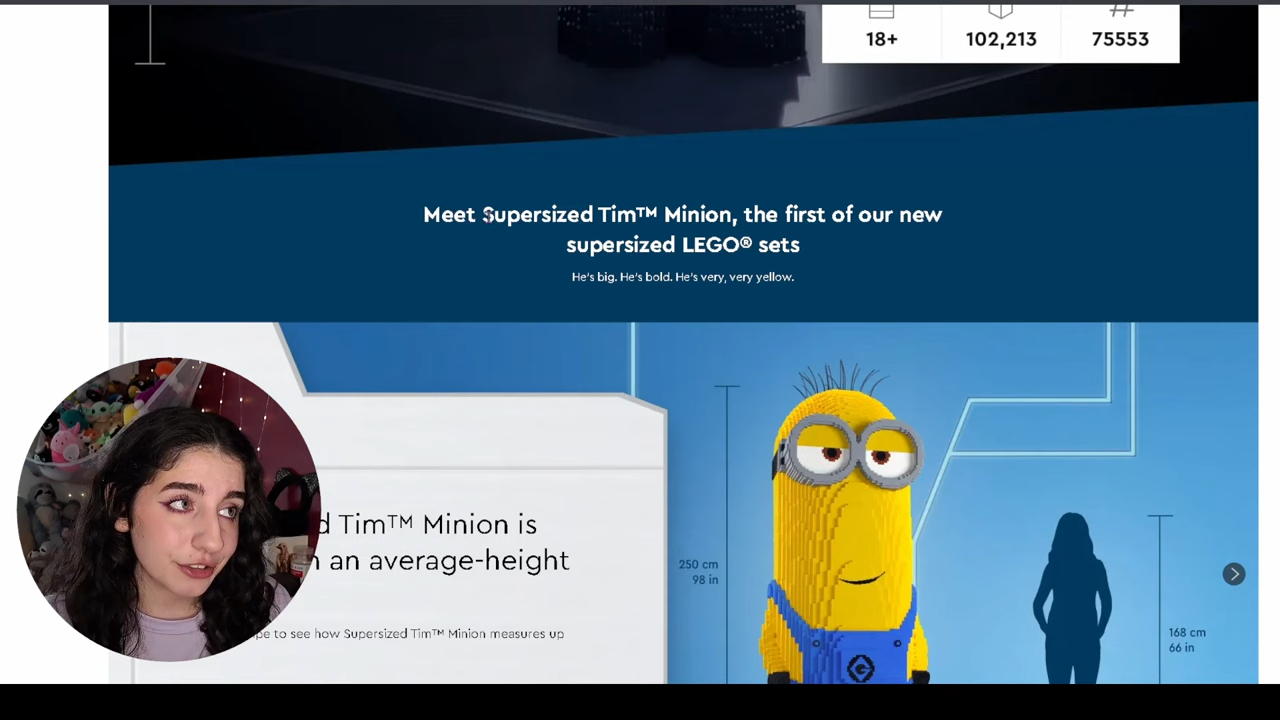 18+ 102,213 75553
Meet Supersized Tim™ Minion, the first of our new
supersized LEGO® sets
He's big. He's bold. He's very, very yellow.
Tim™ Minion is
an average-height
to see how Supersized Tim™ Minion measures up
250 cm
98 in
168 cm
66 in